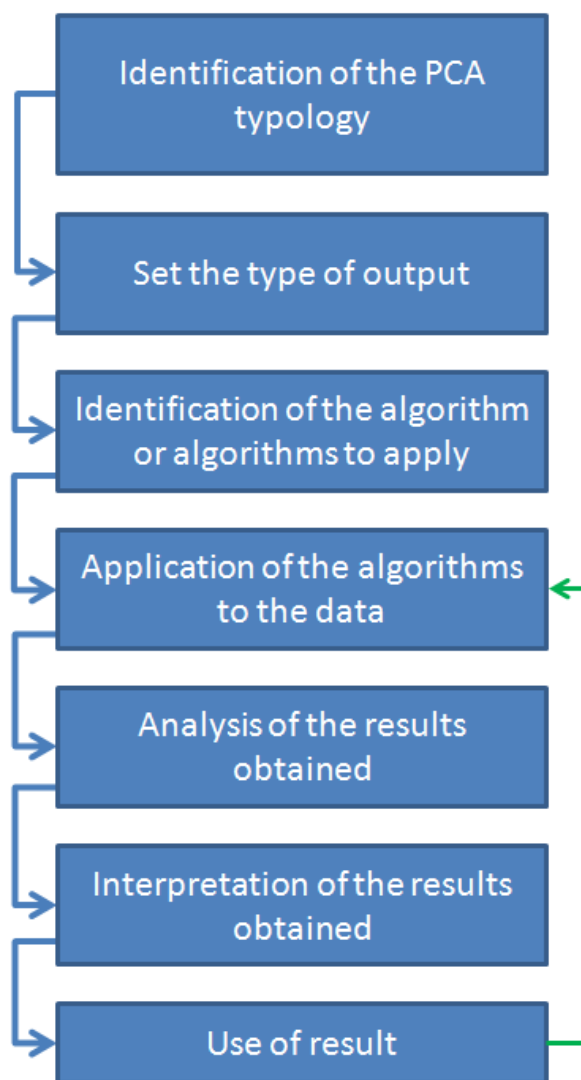 Identification of the PCA
typology
Set the type of output
Identification of the algorithm
or algorithms to apply
Application of the algorithms
to the data
Analysis of the results
obtained
Interpretation of the results
obtained
Use of result